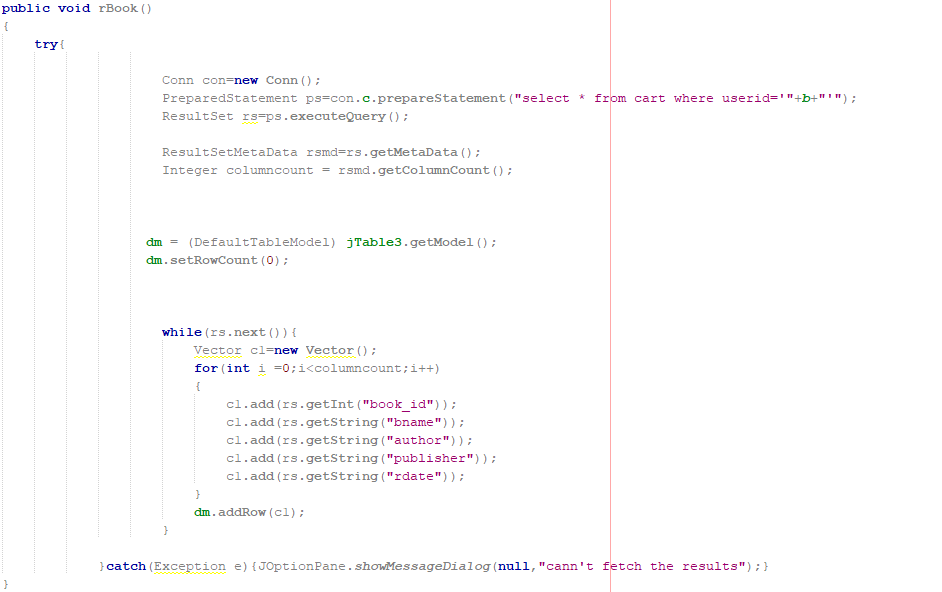 public void rBook()
{
try{
Conn con=new Conn();
PreparedStatement ps=con.c.prepareStatement("select * from cart where userid='"+b+"'");
ResultSet rs=ps.executeQuery();
ResultSetMetaData rsmd=rs.getMetaData();
Integer columncount = rsmd.getColumnCount();
dm = (DefaultTableModel) jTable3.getModel();
dm.setRowCount(0);
while(rs.next()){
Vector cl=new Vector();
for(int i =0;i<columncount;i++)
{
cl.add(rs.getInt("book_id"));
cl.add(rs.getString("bname"));
cl.add(rs.getString("author"));
cl.add(rs.getString("publisher"));
cl.add(rs.getString("rdate"));
}
dm.addRow(cl);
}
}catch(Exception e){JOptionPane.showMessageDialog(null,"cann't fetch the results");}
}